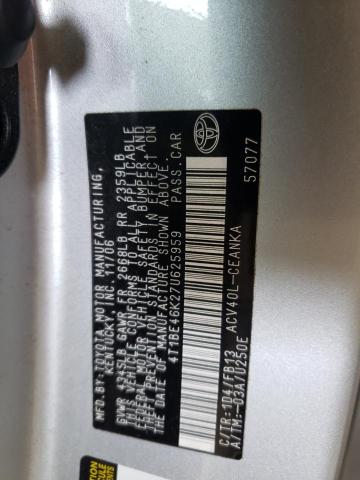 MFD. BY: TOYOTA MOTOR MANUFACTURING,
KENTUCKY, INC. 11/06
GVWR 4345LB GAWR FR 2668LB RR 2359LB
THIS VEHICLE CONFORMS TO ALL APPLICABLE
FEDERAL MOTOR VEHICLE SAFETY, BUMPER, AND
THEFT PREVENTION STANDARDS IN EFFECT ON
THE DATE OF MANUFACTURE SHOWN ABOVE.
4T1BE46K27U625959 PASS.CAR
ACV40L-CEANKA
C/TR:1D4/FB13
A/TM:-03A/U250E
57077